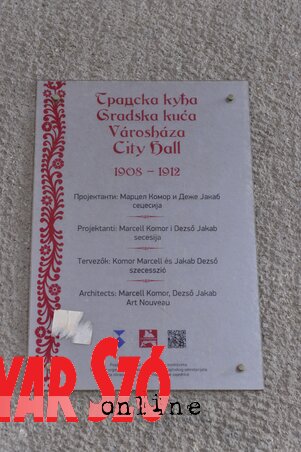 Градска кућа
Gradska kuća
Városháza
City Hall
1908 – 1912
Пројектанти: Марцел Комор и Деже Јакаб
сецесија
Projektanti: Marcell Komor i Dezső Jakab
secesija
Tervezők: Komor Marcell és Jakab Dezső
szecesszió
Architects: Marcell Komor, Dezső Jakab
Art Nouveau
YAR SZÓ
online